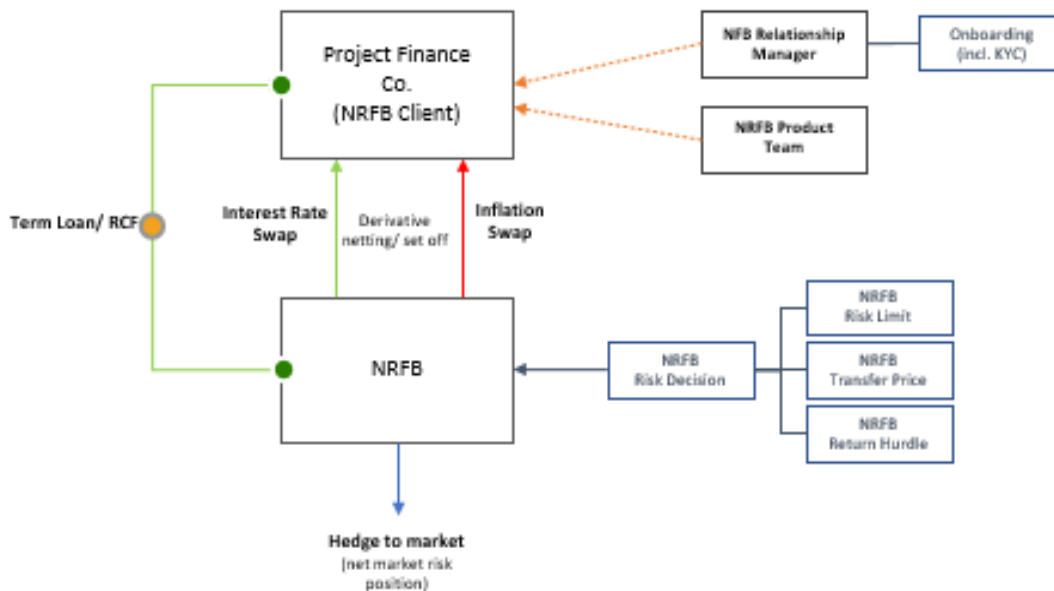 Project Finance
Co.
(NRFB Client)
NFB Relationship
Manager
Onboarding
(incl. KYC)
NRFB Product
Team
Term Loan/ RCF
Interest Rate
Swap
Derivative
netting/ set off
Inflation
Swap
NRFB
NRFB
Risk Decision
NRFB
Risk Limit
NRFB
Transfer Price
NRFB
Return Hurdle
Hedge to market
(net market risk
position)